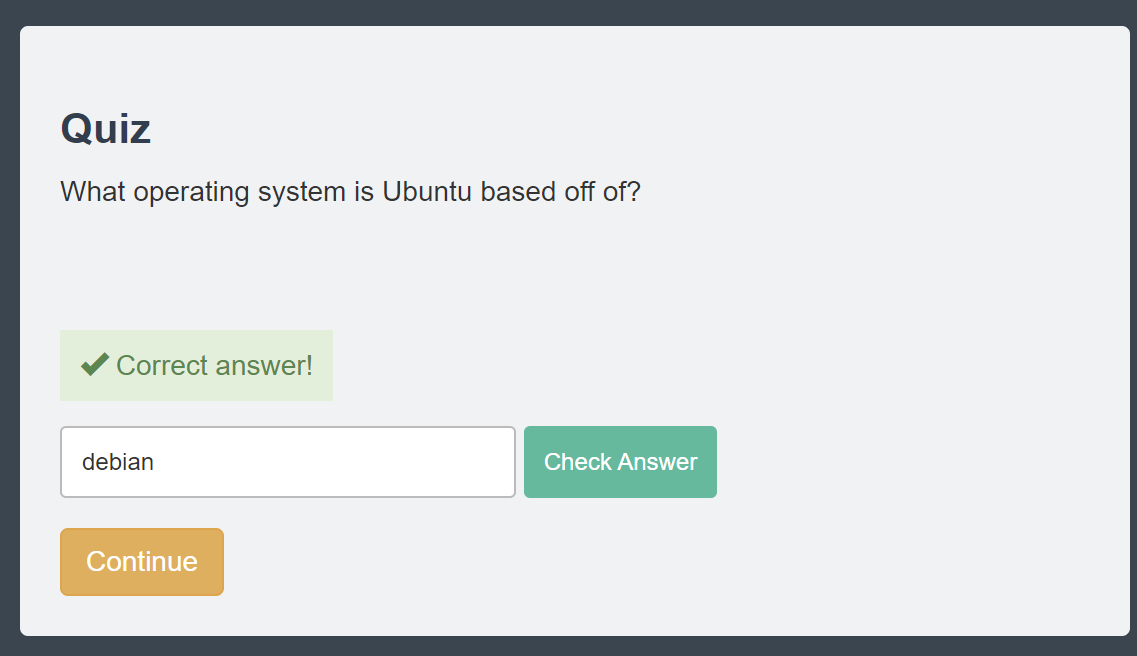 Quiz
What operating system is Ubuntu based off of?
Correct answer!
debian
Check Answer
Continue